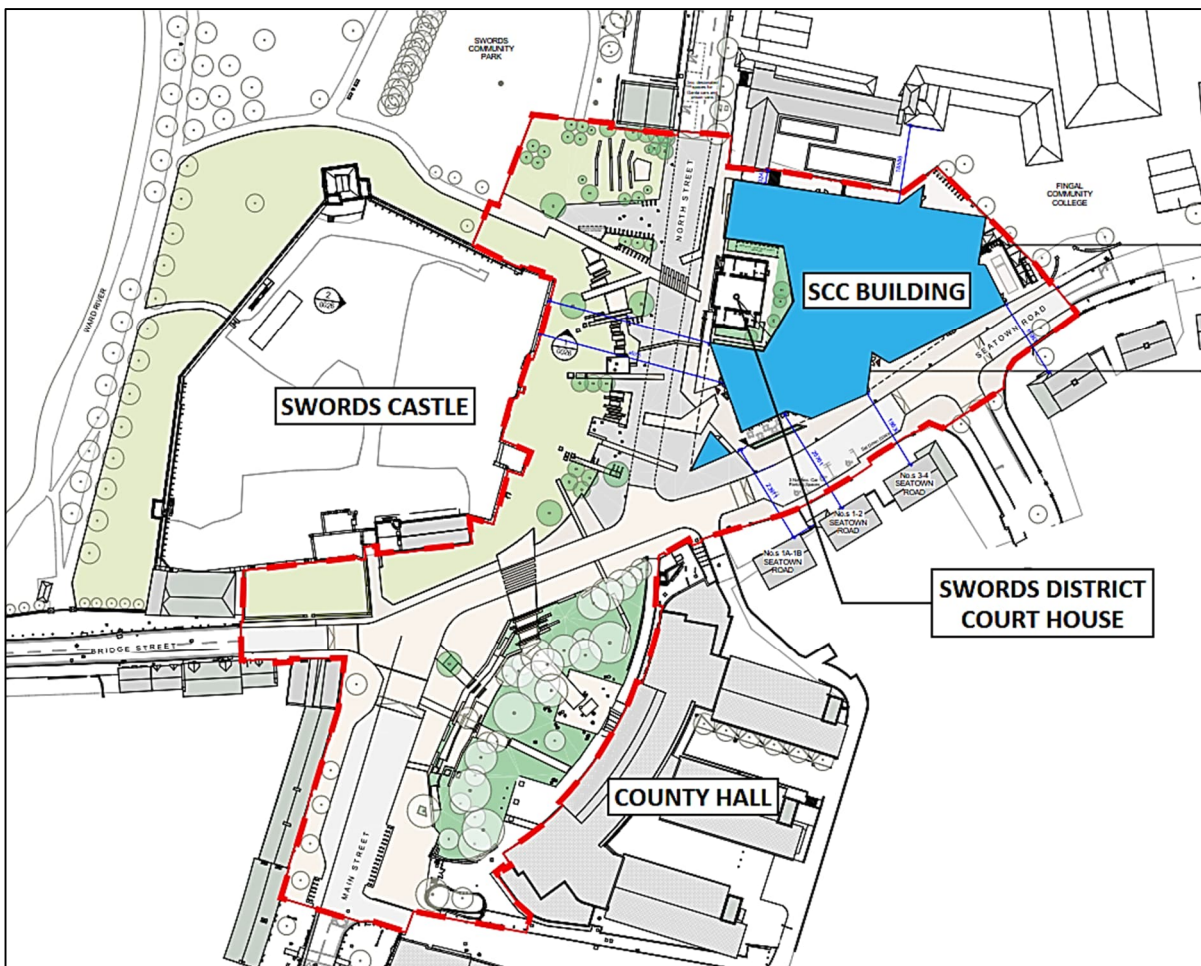 SWORDS
COMMUNITY
PARK
NORTH STREET
FINGAL
COMMUNITY
COLLEGE
WARD RIVER
2
SCC BUILDING
SEATOWN ROAD
1
SWORDS CASTLE
No.s 3-4
SEATOWN
ROAD
No.s 1-2
SEATOWN
ROAD
No.s 1A-1B
SEATOWN
ROAD
SWORDS DISTRICT
COURT HOUSE
BRIDGE STREET
COUNTY HALL
MAIN STREET